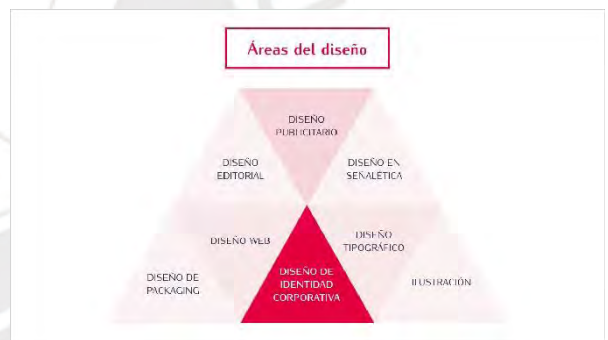 Áreas del diseño
DISEÑO
PUBLICITARIO
DISEÑO
EDITORIAL
DISEÑO EN
SEÑALÉTICA
DISEÑO WEB
DISEÑO
TIPOGRÁFICO
DISEÑO DE
PACKAGING
DISEÑO DE
IDENTIDAD
CORPORATIVA
ILUSTRACIÓN